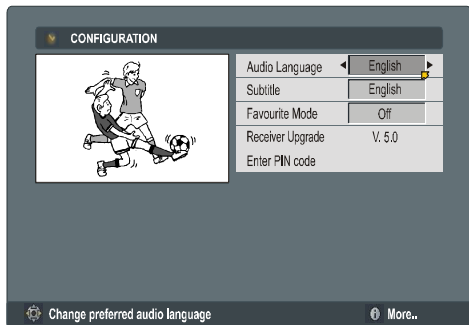 CONFIGURATION
Audio Language English
Subtitle English
Favourite Mode Off
Receiver Upgrade V. 5.0
Enter PIN code
Change preferred audio language More..